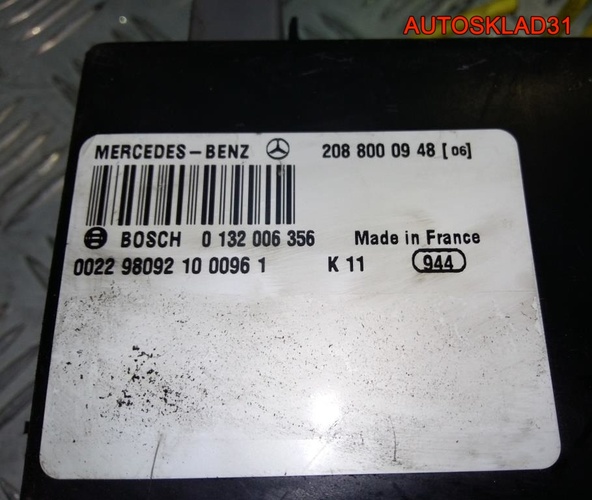 AUTOSKLAD31
MERCEDES-BENZ 208 800 09 48 [06]
BOSCH 0 132 006 356 Made in France
0022 98092 10 0096 1 K 11 944